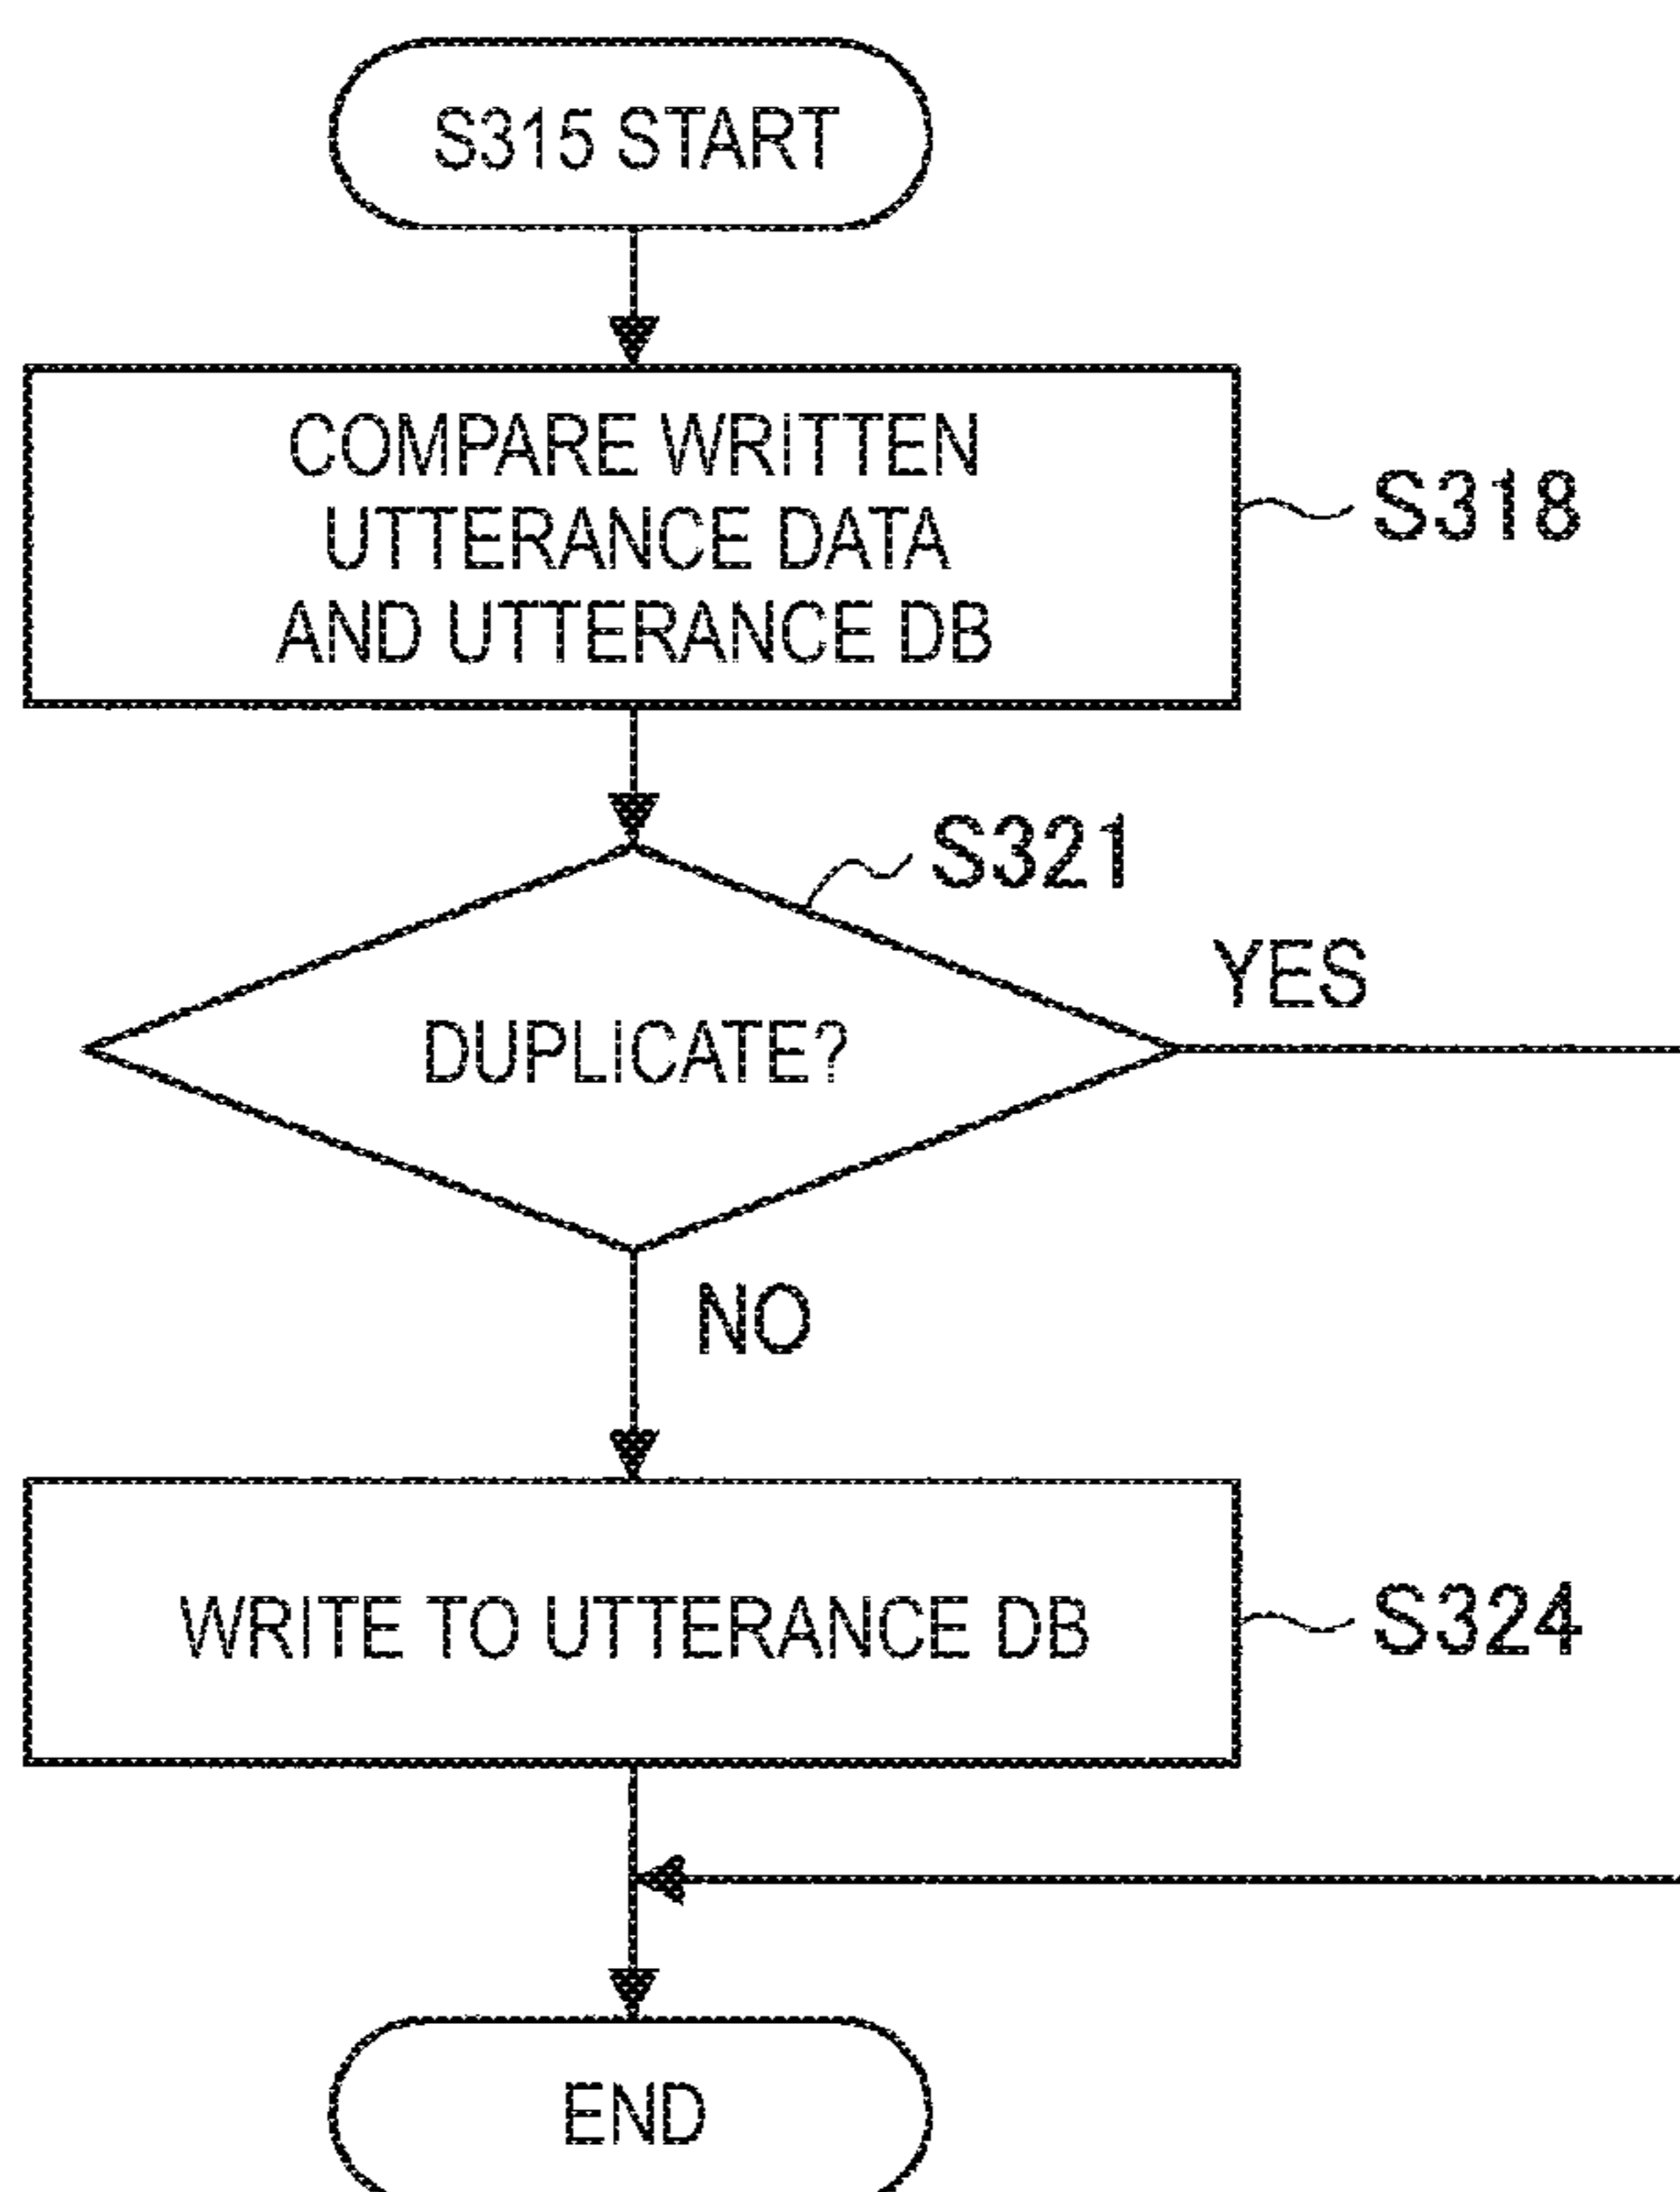 S315 START
COMPARE WRITTEN
UTTERANCE DATA
AND UTTERANCE DB
S318
S321
YES
DUPLICATE?
NO
WRITE TO UTTERANCE DB
S324
END